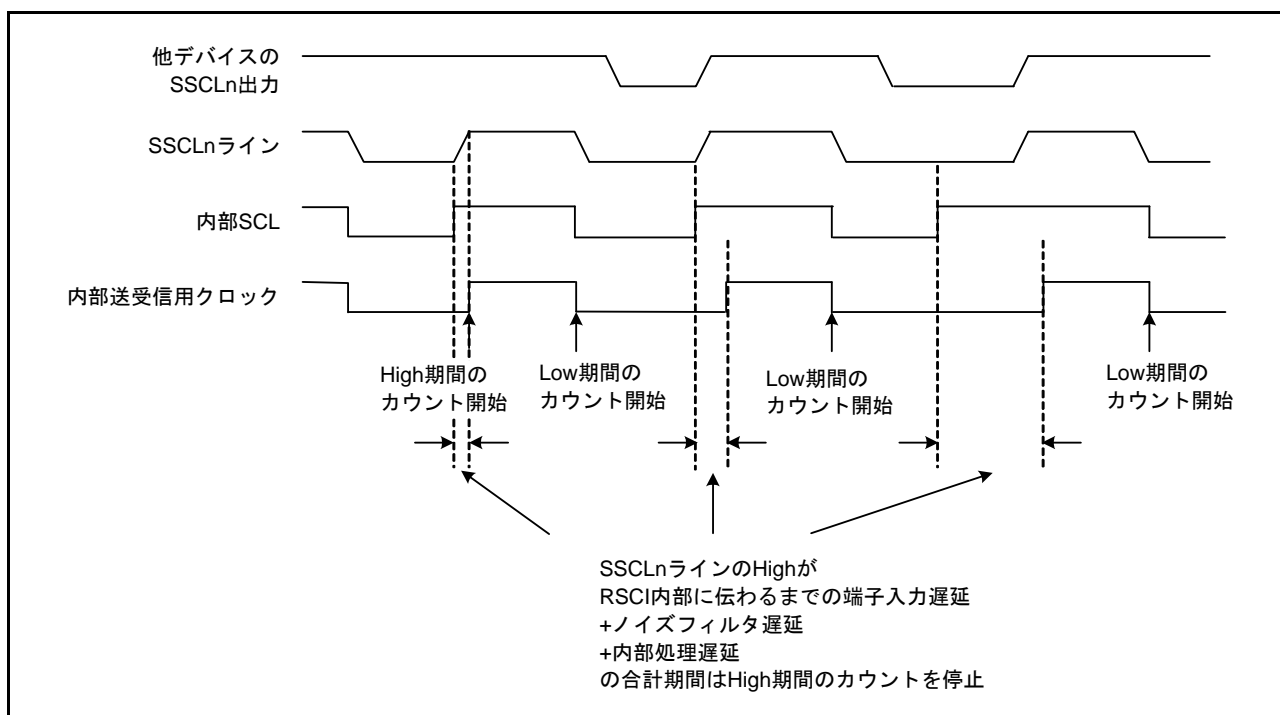 他デバイスの
SSCLn出力
SSCLnライン
内部SCL
内部送受信用クロック
High期間の
カウント開始
Low期間の
カウント開始
Low期間の
カウント開始
Low期間の
カウント開始
SSCLnラインのHighが
RSCI内部に伝わるまでの端子入力遅延
+ノイズフィルタ遅延
+内部処理遅延
の合計期間はHigh期間のカウントを停止